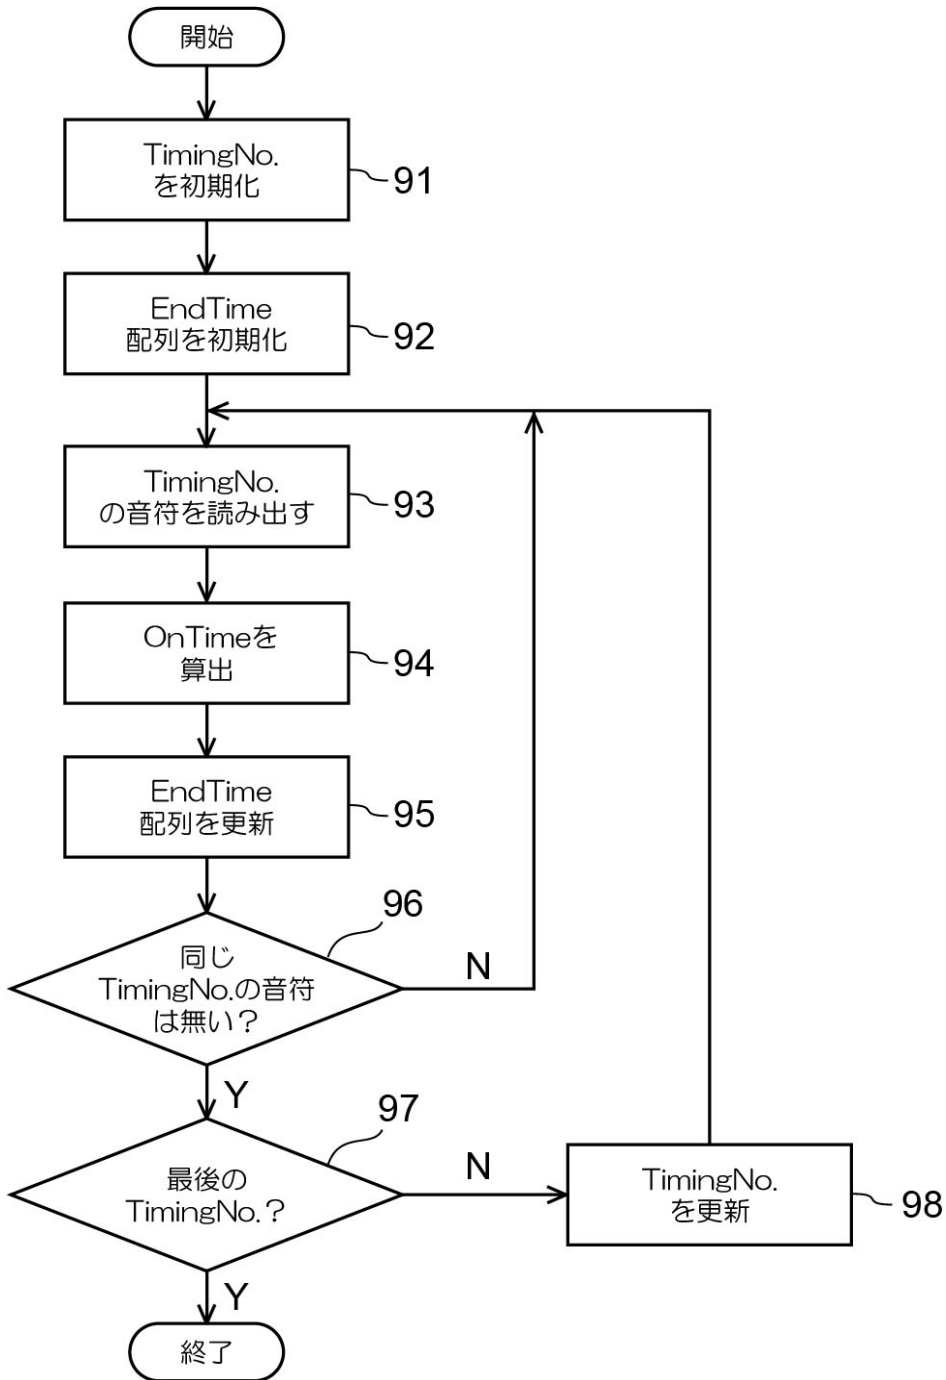 開始
TimingNo.
を初期化
91
EndTime
配列を初期化
92
TimingNo.
の音符を読み出す
93
OnTimeを
算出
94
EndTime
配列を更新
95
96
同じ
TimingNo.の音符
は無い？
N
Y
97
最後の
TimingNo.？
N
TimingNo.
を更新
98
Y
終了